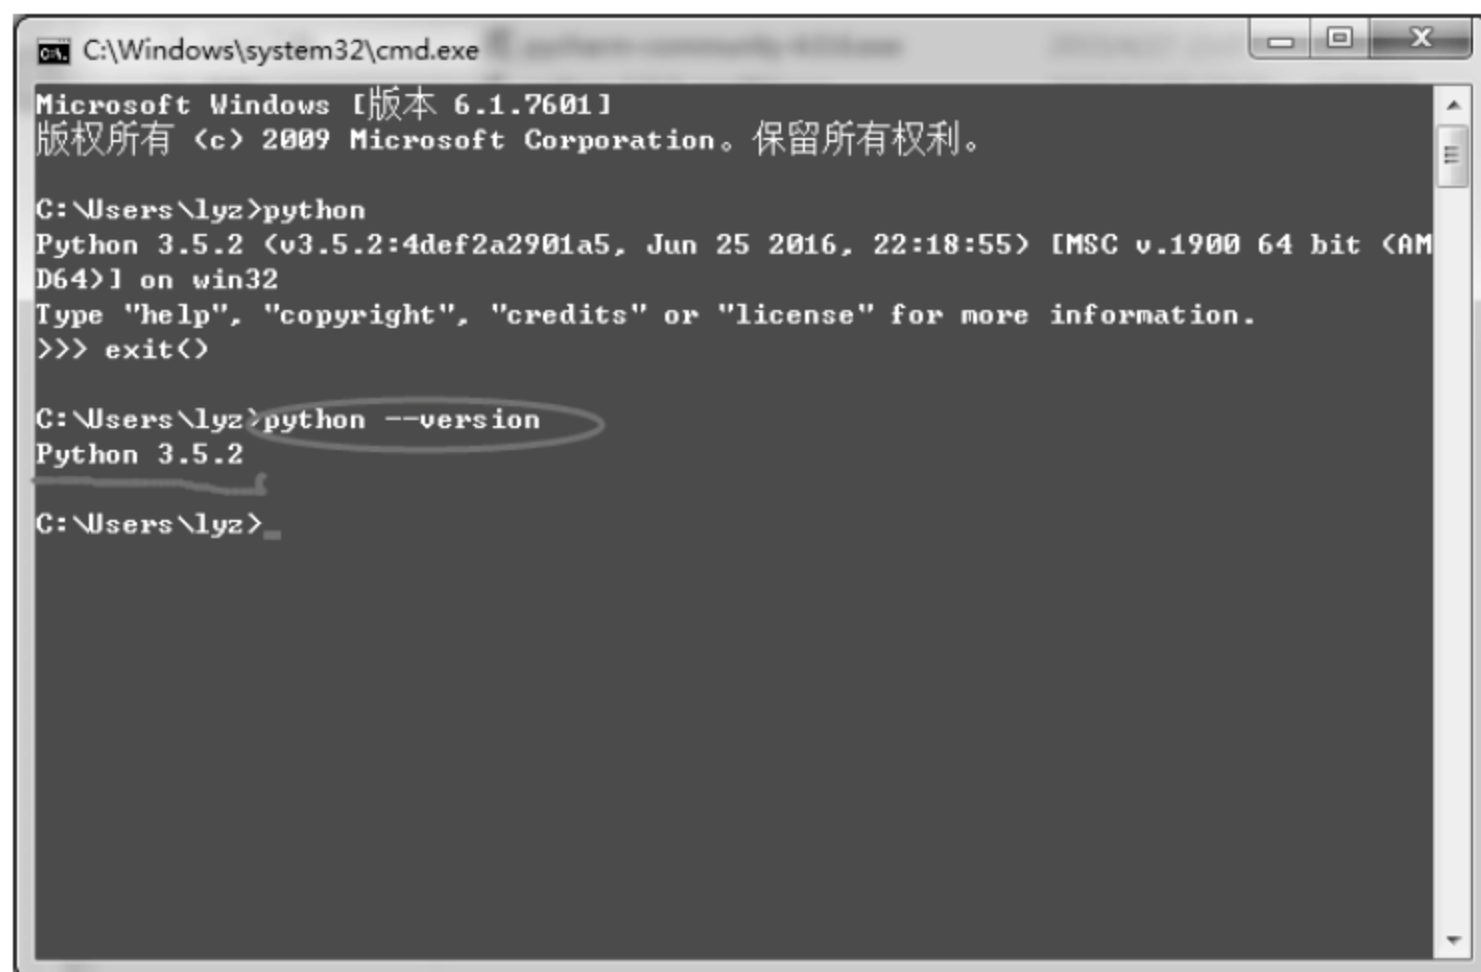 C:\Windows\system32\cmd.exe
Microsoft Windows [版本 6.1.7601]
版权所有 (c) 2009 Microsoft Corporation。保留所有权利。
C:\Users\lyz>python
Python 3.5.2 (v3.5.2:4def2a2901a5, Jun 25 2016, 22:18:55) [MSC v.1900 64 bit (AM
D64)] on win32
Type "help", "copyright", "credits" or "license" for more information.
>>> exit()
C:\Users\lyz>python --version
Python 3.5.2
C:\Users\lyz>_